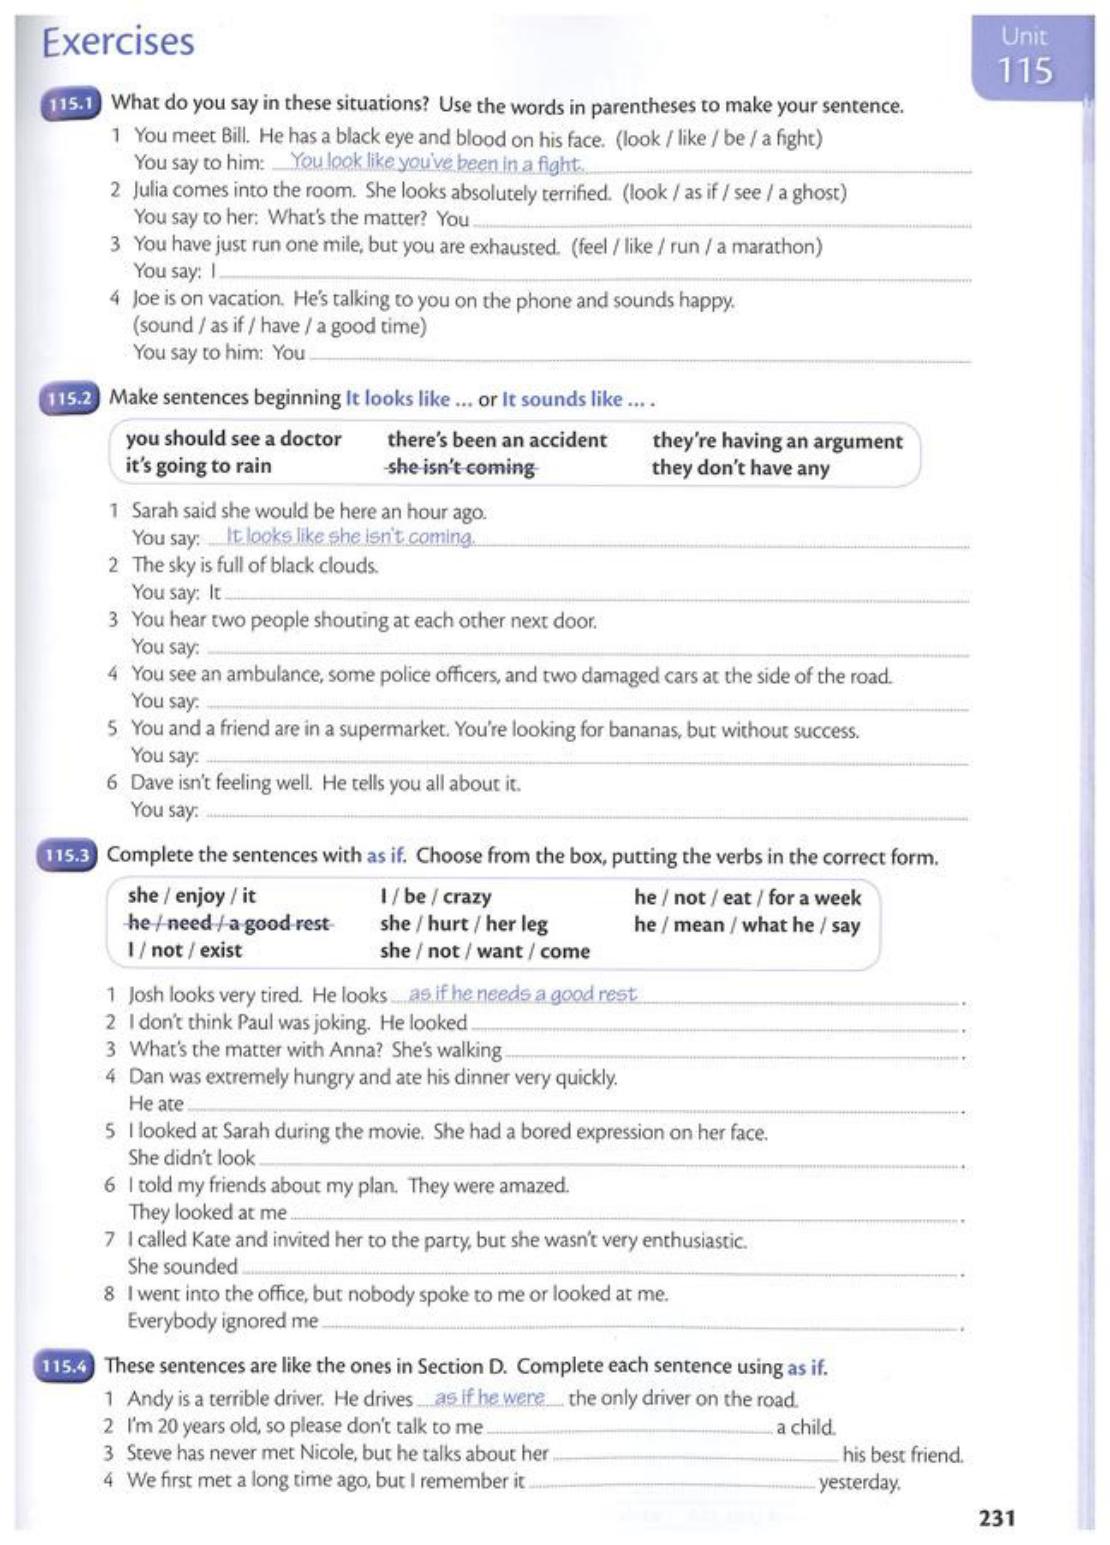 Exercises
Unit
115
115.1 What do you say in these situations? Use the words in parentheses to make your sentence.
1 You meet Bill. He has a black eye and blood on his face. (look / like / be / a fight)
You say to him: You look like you've been in a fight.
2 Julia comes into the room. She looks absolutely terrified. (look / as if / see / a ghost)
You say to her: What's the matter? You
3 You have just run one mile, but you are exhausted. (feel / like / run / a marathon)
You say: I
4 Joe is on vacation. He's talking to you on the phone and sounds happy.
(sound / as if / have / a good time)
You say to him: You
115.2 Make sentences beginning It looks like ... or It sounds like ... .
you should see a doctor there's been an accident they're having an argument
it's going to rain she isn't coming they don't have any
1 Sarah said she would be here an hour ago.
You say: It looks like she isn't coming.
2 The sky is full of black clouds.
You say: It
3 You hear two people shouting at each other next door.
You say:
4 You see an ambulance, some police officers, and two damaged cars at the side of the road.
You say:
5 You and a friend are in a supermarket. You're looking for bananas, but without success.
You say:
6 Dave isn't feeling well. He tells you all about it.
You say:
115.3 Complete the sentences with as if. Choose from the box, putting the verbs in the correct form.
she / enjoy / it I / be / crazy he / not / eat / for a week
he / need / a good rest she / hurt / her leg he / mean / what he / say
I / not / exist she / not / want / come
1 Josh looks very tired. He looks as if he needs a good rest .
2 I don't think Paul was joking. He looked .
3 What's the matter with Anna? She's walking .
4 Dan was extremely hungry and ate his dinner very quickly.
He ate .
5 I looked at Sarah during the movie. She had a bored expression on her face.
She didn't look .
6 I told my friends about my plan. They were amazed.
They looked at me .
7 I called Kate and invited her to the party, but she wasn't very enthusiastic.
She sounded .
8 I went into the office, but nobody spoke to me or looked at me.
Everybody ignored me .
115.4 These sentences are like the ones in Section D. Complete each sentence using as if.
1 Andy is a terrible driver. He drives as if he were the only driver on the road.
2 I'm 20 years old, so please don't talk to me a child.
3 Steve has never met Nicole, but he talks about her his best friend.
4 We first met a long time ago, but I remember it yesterday.
231